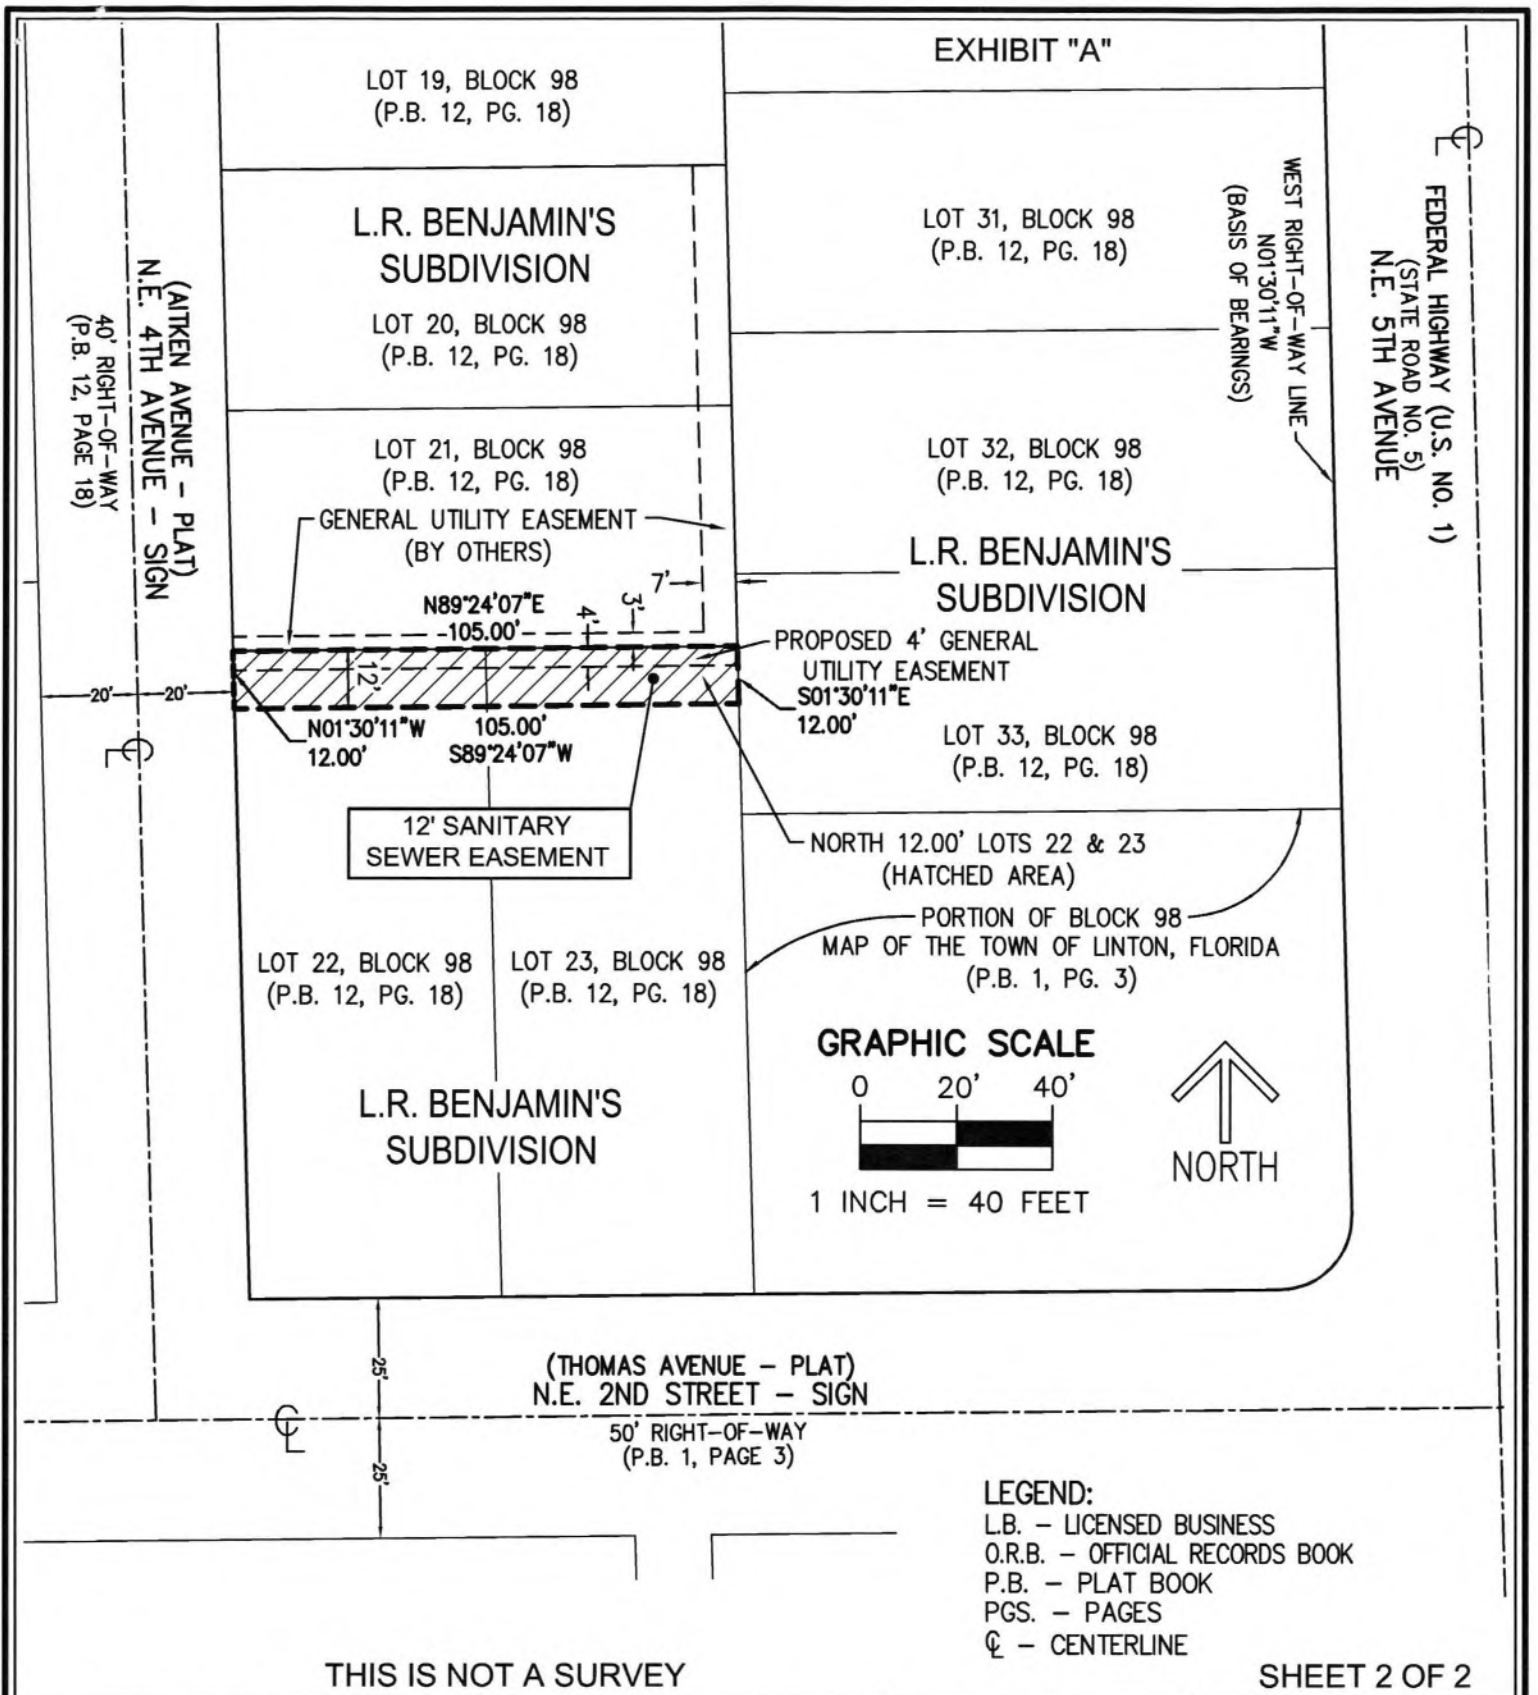 EXHIBIT "A"
LOT 19, BLOCK 98
(P.B. 12, PG. 18)
L.R. BENJAMIN'S
SUBDIVISION
LOT 20, BLOCK 98
(P.B. 12, PG. 18)
LOT 21, BLOCK 98
(P.B. 12, PG. 18)
GENERAL UTILITY EASEMENT
(BY OTHERS)
LOT 31, BLOCK 98
(P.B. 12, PG. 18)
LOT 32, BLOCK 98
(P.B. 12, PG. 18)
L.R. BENJAMIN'S
SUBDIVISION
WEST RIGHT-OF-WAY LINE
N01°30'11"W
(BASIS OF BEARINGS)
FEDERAL HIGHWAY (U.S. NO. 1)
(STATE ROAD NO. 5)
N.E. 5TH AVENUE
℄
(AITKEN AVENUE - PLAT)
N.E. 4TH AVENUE - SIGN
40' RIGHT-OF-WAY
(P.B. 12, PAGE 18)
7'
N89°24'07"E
105.00'
4'
3'
12'
PROPOSED 4' GENERAL
UTILITY EASEMENT
S01°30'11"E
12.00'
20'
20'
℄
N01°30'11"W
12.00'
105.00'
S89°24'07"W
LOT 33, BLOCK 98
(P.B. 12, PG. 18)
12' SANITARY
SEWER EASEMENT
NORTH 12.00' LOTS 22 & 23
(HATCHED AREA)
PORTION OF BLOCK 98
MAP OF THE TOWN OF LINTON, FLORIDA
(P.B. 1, PG. 3)
LOT 22, BLOCK 98
(P.B. 12, PG. 18)
LOT 23, BLOCK 98
(P.B. 12, PG. 18)
L.R. BENJAMIN'S
SUBDIVISION
GRAPHIC SCALE
0 20' 40'
1 INCH = 40 FEET
NORTH
25'
(THOMAS AVENUE - PLAT)
N.E. 2ND STREET - SIGN
℄
50' RIGHT-OF-WAY
(P.B. 1, PAGE 3)
25'
LEGEND:
L.B. - LICENSED BUSINESS
O.R.B. - OFFICIAL RECORDS BOOK
P.B. - PLAT BOOK
PGS. - PAGES
℄ - CENTERLINE
THIS IS NOT A SURVEY
SHEET 2 OF 2